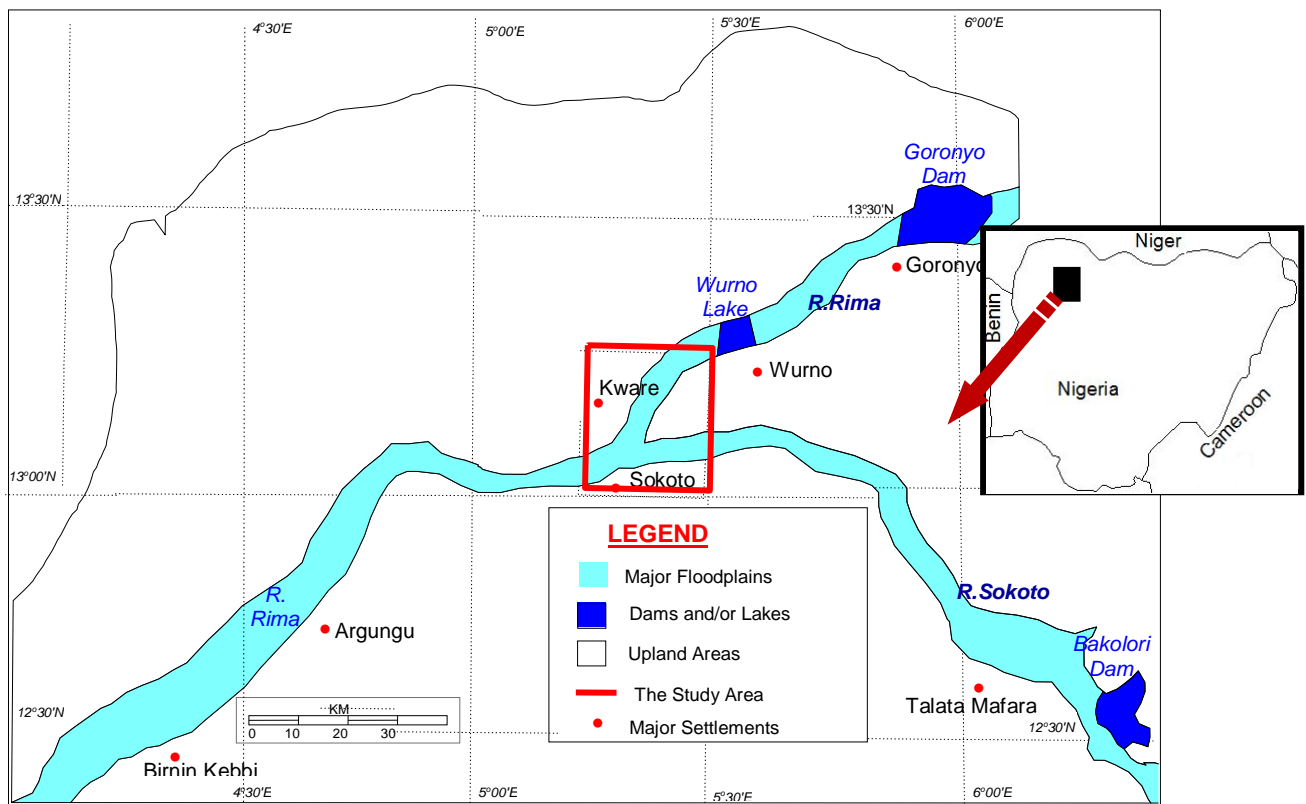 4°30'E
5°00'E
5°30'E
6°00'E
Goronyo
Dam
13°30'N
13°30'N
Niger
Goronyo
Wurno
Lake
R.Rima
Benin
Wurno
Kware
Nigeria
Cameroon
13°00'N
Sokoto
LEGEND
Major Floodplains
Dams and/or Lakes
Upland Areas
The Study Area
Major Settlements
R.
Rima
R.Sokoto
Argungu
Bakolori
Dam
Talata Mafara
12°30'N
12°30'N
KM
0 10 20 30
Birnin Kebbi
4°30'E
5°00'E
5°30'E
6°00'E